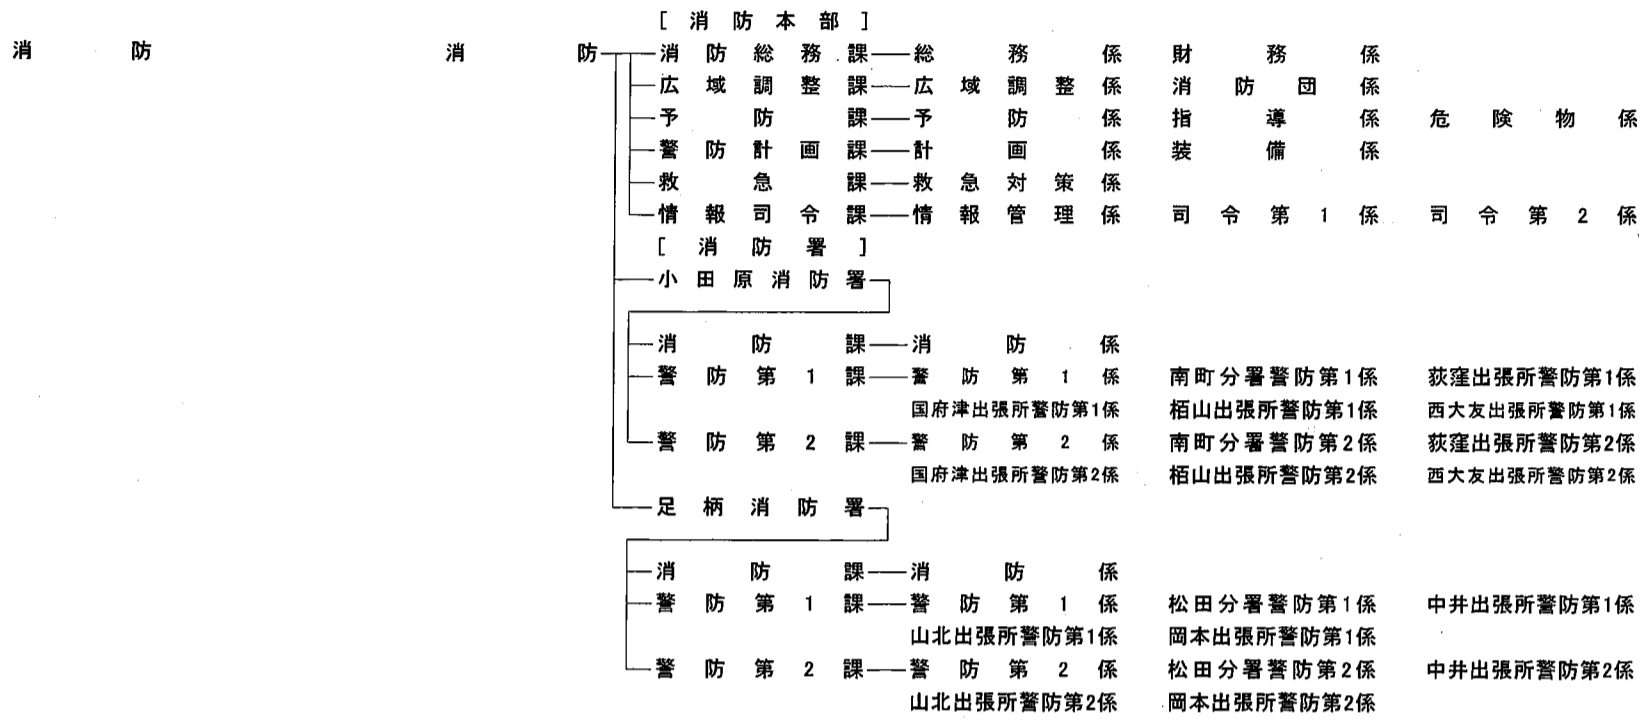 [消防本部]
消防 消防 消防総務課 総務係 財務係
広域調整課 広域調整係 消防団係
予防課 予防係 指導係 危険物係
警防計画課 計画係 装備係
救急課 救急対策係
情報司令課 情報管理係 司令第1係 司令第2係
[消防署]
小田原消防署
消防課 消防係
警防第1課 警防第1係 南町分署警防第1係 荻窪出張所警防第1係
国府津出張所警防第1係 栢山出張所警防第1係 西大友出張所警防第1係
警防第2課 警防第2係 南町分署警防第2係 荻窪出張所警防第2係
国府津出張所警防第2係 栢山出張所警防第2係 西大友出張所警防第2係
足柄消防署
消防課 消防係
警防第1課 警防第1係 松田分署警防第1係 中井出張所警防第1係
山北出張所警防第1係 岡本出張所警防第1係
警防第2課 警防第2係 松田分署警防第2係 中井出張所警防第2係
山北出張所警防第2係 岡本出張所警防第2係